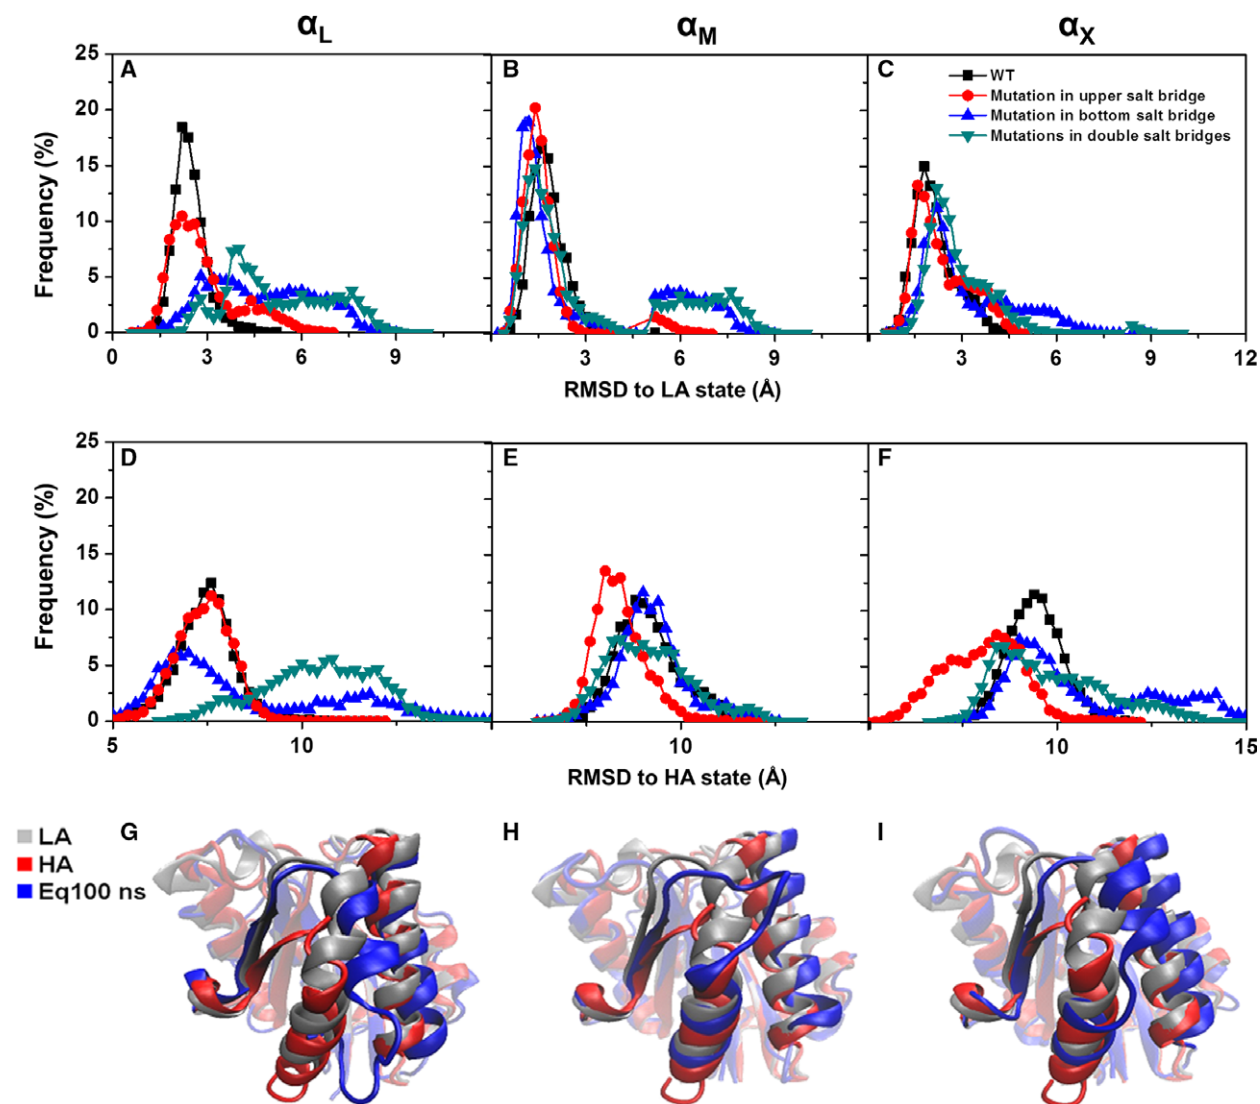 α_L α_M α_X
A B C
WT
Mutation in upper salt bridge
Mutation in bottom salt bridge
Mutations in double salt bridges
Frequency (%)
25
20
15
10
5
0
0 3 6 9 3 6 9 3 6 9 12
RMSD to LA state (Å)
D E F
Frequency (%)
25
20
15
10
5
0
5 10 10 10 15
RMSD to HA state (Å)
G H I
LA
HA
Eq100 ns